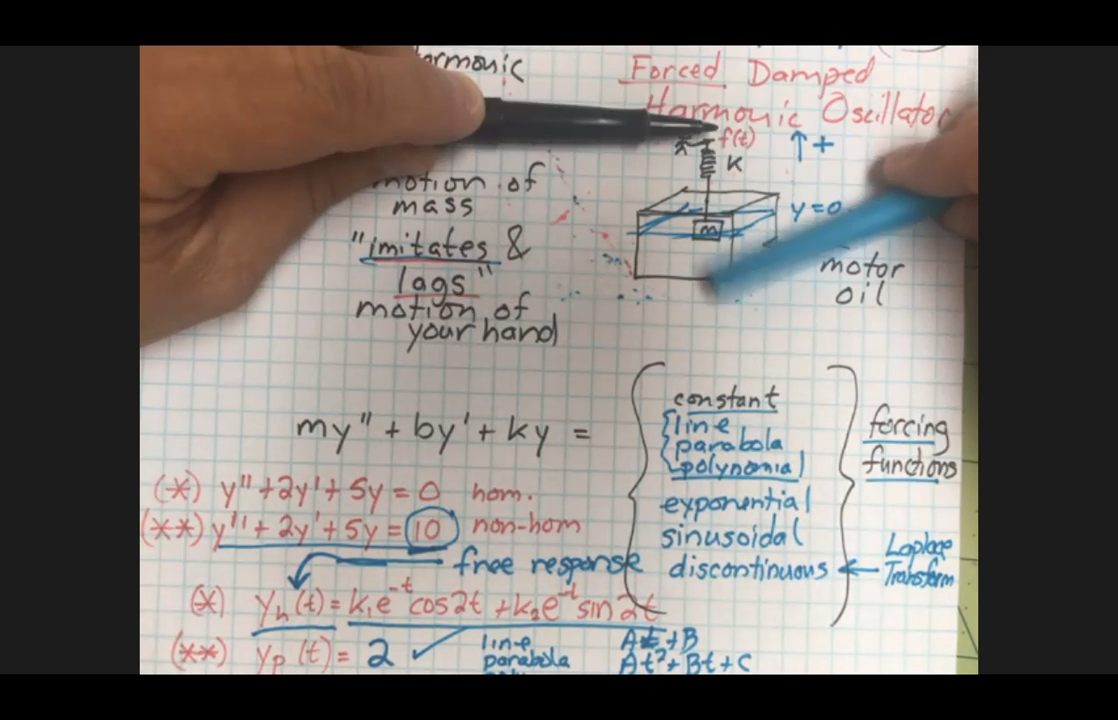 Forced Damped
Harmonic Oscillator
f(t)
↑ +
K
y=0
m
motor
oil
motion of
mass
"imitates &
lags"
motion of
your hand
my" + by' + ky =
constant
line
parabola
polynomial
exponential
sinusoidal
discontinuous
forcing
functions
Laplace
Transform
(*) y" + 2y' + 5y = 0 hom.
(**) y" + 2y' + 5y = 10 non-hom
free response
(*) yₕ(t) = k₁e⁻ᵗ cos2t + k₂e⁻ᵗ sin2t
(**) yₚ(t) = 2 ✓
line At+B
parabola At² + Bt + C